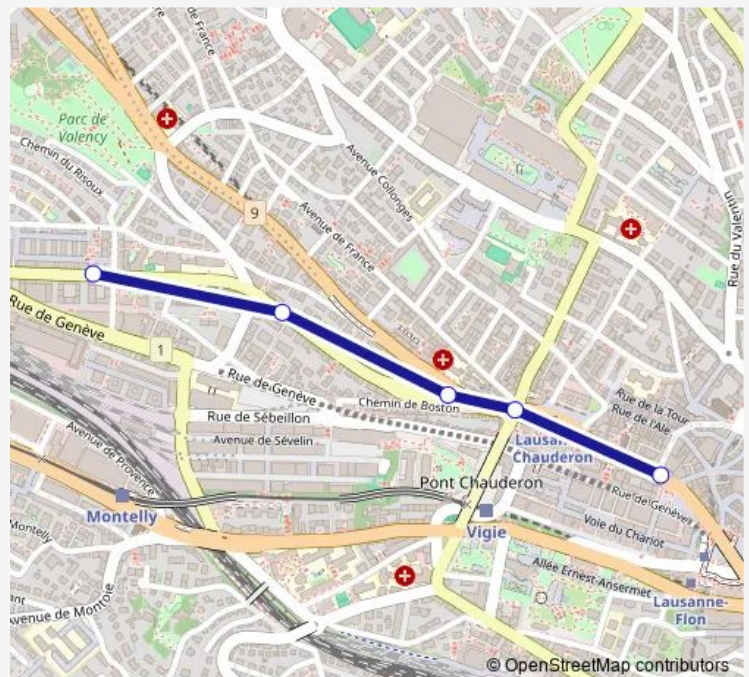 de France
Parc de
Valency
Chemin du Risoux
Avenue Collonges
9
Avenue de France
Rue du Valentin
Rue de Genève
1
Rue de Genève
Chemin de Boston
Rue de la Tour
Rue de l'Ale
Rue de Sébeillon
Avenue de Sévelin
Chauderon
Avenue de Provence
Pont Chauderon
Rue de Genève
Montelly
Vigie
Voie du Chariot
Montelly
Allée Ernest-Ansermet
Avenue de Montoie
Lausanne-
Flon
© OpenStreetMap contributors